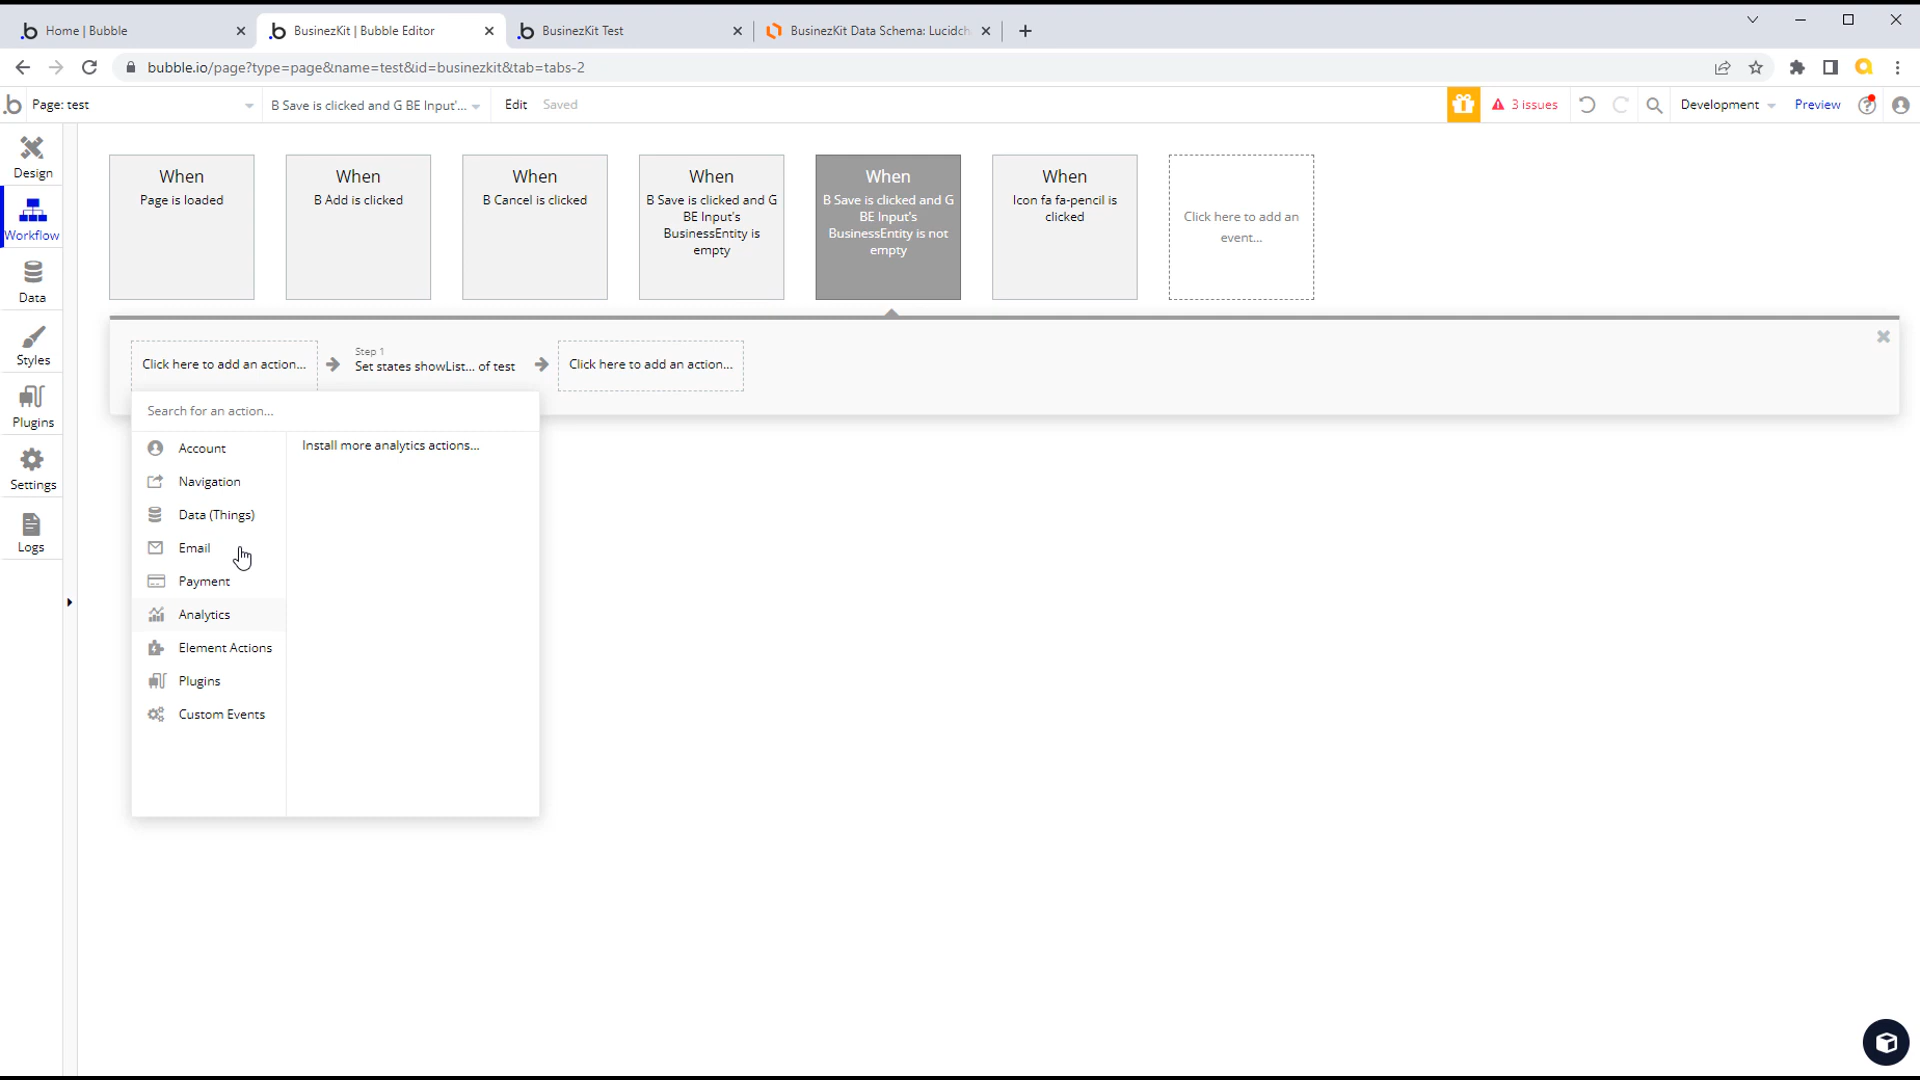 Home | Bubble
BusinezKit | Bubble Editor
BusinezKit Test
BusinezKit Data Schema: Lucidch
bubble.io/page?type=page&name=test&id=businezkit&tab=tabs-2
Page: test
B Save is clicked and G BE Input'...
Edit
Saved
3 issues
Development
Preview
Design
Workflow
Data
Styles
Plugins
Settings
Logs
When
Page is loaded
When
B Add is clicked
When
B Cancel is clicked
When
B Save is clicked and G
BE Input's
BusinessEntity is
empty
When
B Save is clicked and G
BE Input's
BusinessEntity is not
empty
When
Icon fa fa-pencil is
clicked
Click here to add an
event...
Click here to add an action...
Step 1
Set states showList... of test
Click here to add an action...
Search for an action...
Account
Navigation
Data (Things)
Email
Payment
Analytics
Element Actions
Plugins
Custom Events
Install more analytics actions...